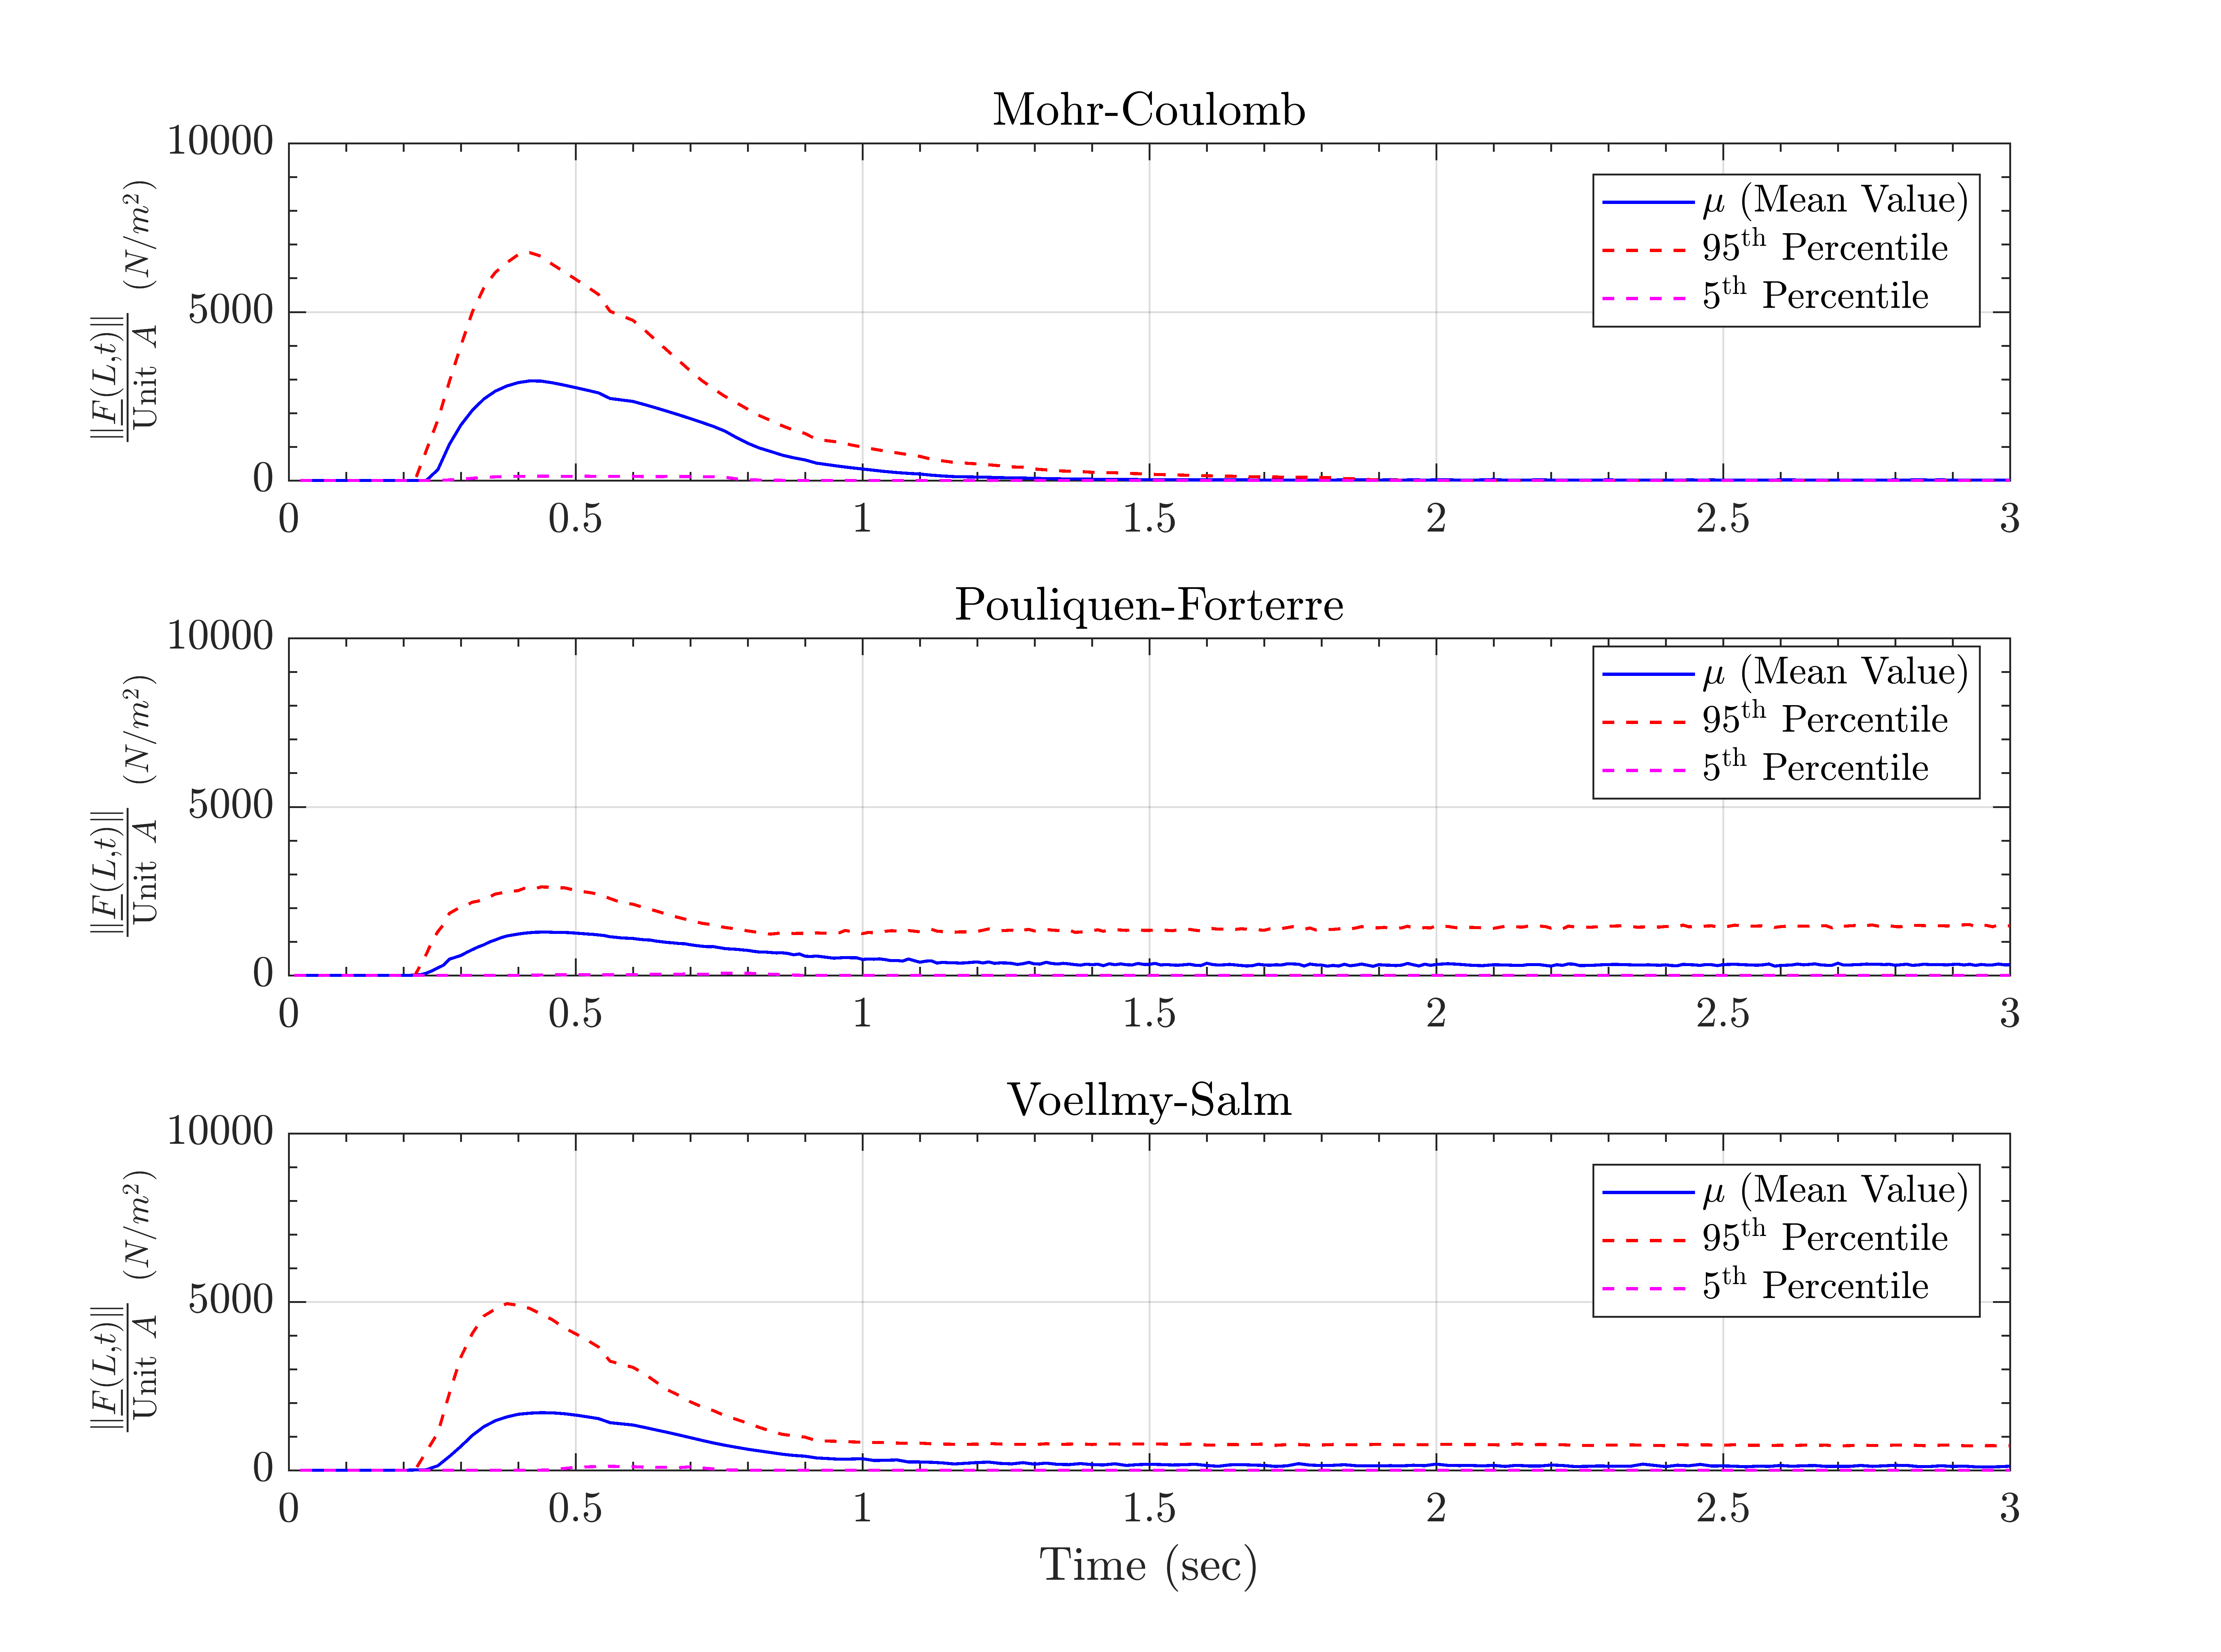 Mohr-Coulomb
||F(L,t)|| / Unit A (N/m²)
10000
5000
0
μ (Mean Value)
95th Percentile
5th Percentile
0 0.5 1 1.5 2 2.5 3
Pouliquen-Forterre
||F(L,t)|| / Unit A (N/m²)
10000
5000
0
μ (Mean Value)
95th Percentile
5th Percentile
0 0.5 1 1.5 2 2.5 3
Voellmy-Salm
||F(L,t)|| / Unit A (N/m²)
10000
5000
0
μ (Mean Value)
95th Percentile
5th Percentile
0 0.5 1 1.5 2 2.5 3
Time (sec)